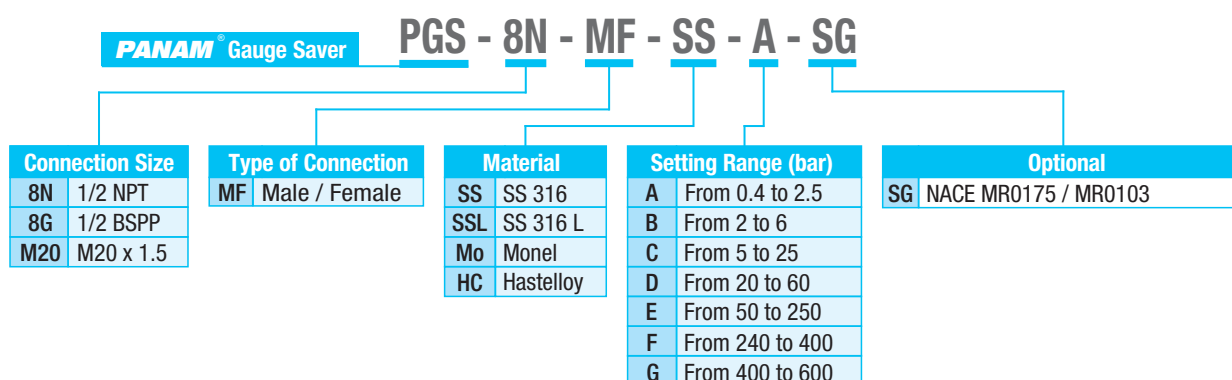 PANAM® Gauge Saver
PGS - 8N - MF - SS - A - SG
Connection Size
8N 1/2 NPT
8G 1/2 BSPP
M20 M20 x 1.5
Type of Connection
MF Male / Female
Material
SS SS 316
SSL SS 316 L
Mo Monel
HC Hastelloy
Setting Range (bar)
A From 0.4 to 2.5
B From 2 to 6
C From 5 to 25
D From 20 to 60
E From 50 to 250
F From 240 to 400
G From 400 to 600
Optional
SG NACE MR0175 / MR0103